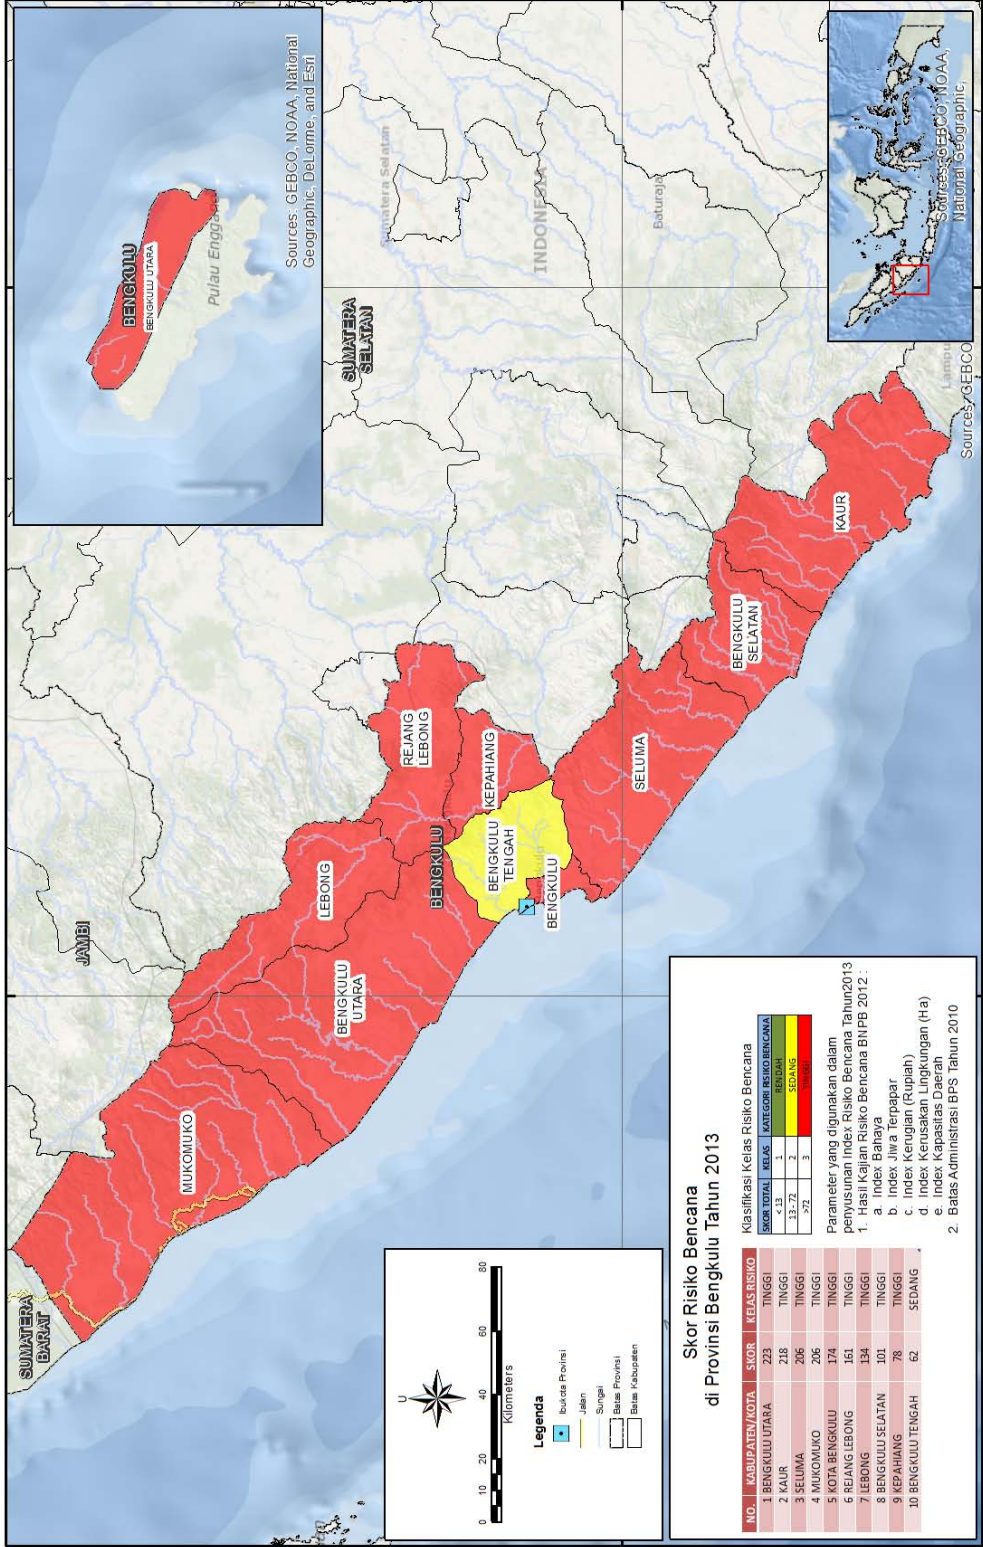 SUMATERA
BARAT
JAMBI
SUMATERA
SELATAN
Sumatera Selatan
INDONESIA
Baturaja
MUKOMUKO
BENGKULU
UTARA
LEBONG
REJANG
LEBONG
BENGKULU
KEPAHIANG
BENGKULU
TENGAH
BENGKULU
SELUMA
BENGKULU
SELATAN
KAUR
Sources: GEBCO
BENGKULU
BENGKULU UTARA
Pulau Enggano
Sources: GEBCO, NOAA, National
Geographic, DeLorme, and Esri
Sources: GEBCO, NOAA,
National Geographic,
U
0 10 20 40 60 80
Kilometers
Legenda
Ibukota Provinsi
Jalan
Sungai
Batas Provinsi
Batas Kabupaten
Skor Risiko Bencana
di Provinsi Bengkulu Tahun 2013
NO. KABUPATEN/KOTA SKOR KELAS RISIKO
1 BENGKULU UTARA 223 TINGGI
2 KAUR 218 TINGGI
3 SELUMA 206 TINGGI
4 MUKOMUKO 206 TINGGI
5 KOTA BENGKULU 174 TINGGI
6 REJANG LEBONG 161 TINGGI
7 LEBONG 134 TINGGI
8 BENGKULU SELATAN 101 TINGGI
9 KEPAHIANG 78 TINGGI
10 BENGKULU TENGAH 62 SEDANG
Klasifikasi Kelas Risiko Bencana
SKOR TOTAL KELAS KATEGORI RISIKO BENCANA
< 13 1 RENDAH
13 - 72 2 SEDANG
>72 3 TINGGI
Parameter yang digunakan dalam
penyusunan Index Risiko Bencana Tahun2013
1. Hasil Kajian Risiko Bencana BNPB 2012 :
a. Index Bahaya
b. Index Jiwa Terpapar
c. Index Kerugian (Rupiah)
d. Index Kerusakan Lingkungan (Ha)
e. Index Kapasitas Daerah
2. Batas Administrasi BPS Tahun 2010